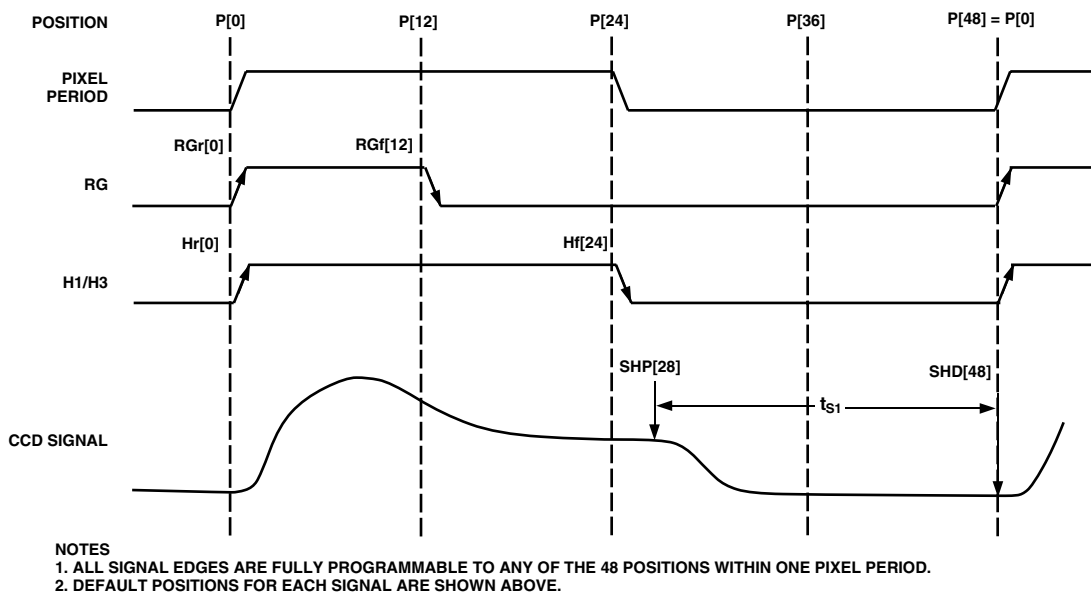 POSITION P[0] P[12] P[24] P[36] P[48] = P[0]
PIXEL
PERIOD
RGr[0] RGf[12]
RG
Hr[0] Hf[24]
H1/H3
SHP[28] SHD[48]
tS1
CCD SIGNAL
NOTES
1. ALL SIGNAL EDGES ARE FULLY PROGRAMMABLE TO ANY OF THE 48 POSITIONS WITHIN ONE PIXEL PERIOD.
2. DEFAULT POSITIONS FOR EACH SIGNAL ARE SHOWN ABOVE.